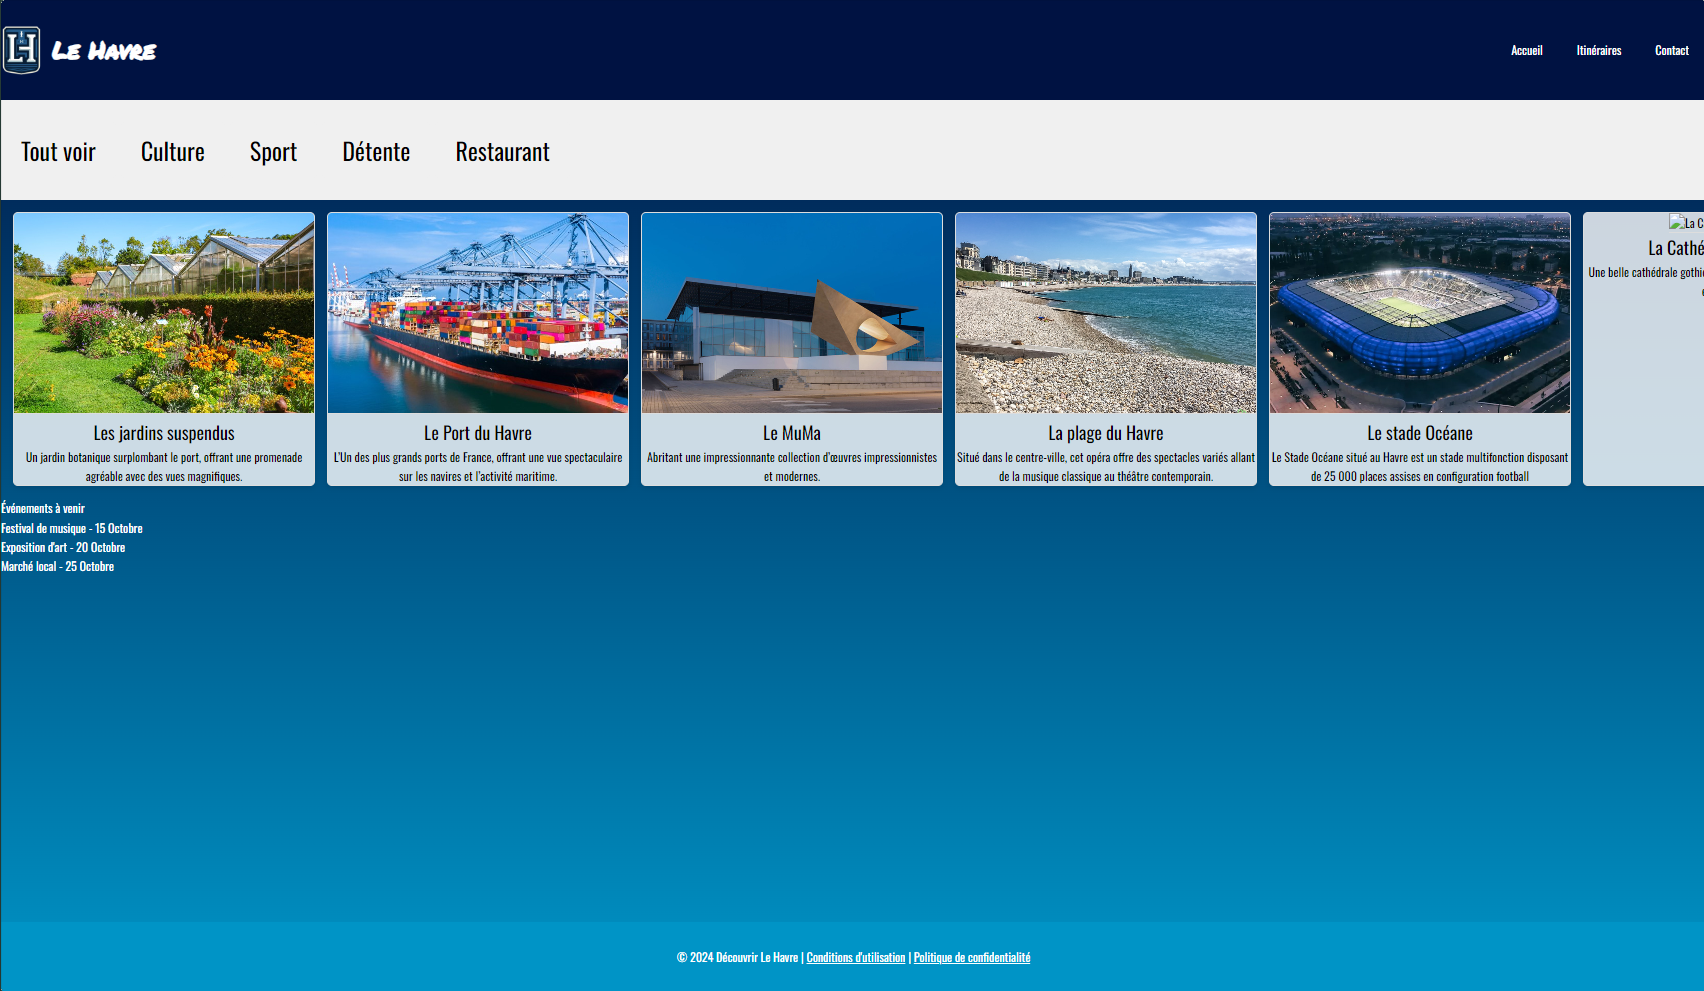 LH Le Havre
Accueil Itinéraires Contact
Tout voir Culture Sport Détente Restaurant
Les jardins suspendus
Un jardin botanique surplombant le port, offrant une promenade
agréable avec des vues magnifiques.
Le Port du Havre
L'Un des plus grands ports de France, offrant une vue spectaculaire
sur les navires et l'activité maritime.
Le MuMa
Abritant une impressionnante collection d'œuvres impressionnistes
et modernes.
La plage du Havre
Situé dans le centre-ville, cet opéra offre des spectacles variés allant
de la musique classique au théâtre contemporain.
Le stade Océane
Le Stade Océane situé au Havre est un stade multifonction disposant
de 25 000 places assises en configuration football
La C
La Cathé
Une belle cathédrale gothi
Événements à venir
Festival de musique - 15 Octobre
Exposition d'art - 20 Octobre
Marché local - 25 Octobre
© 2024 Découvrir Le Havre | Conditions d'utilisation | Politique de confidentialité